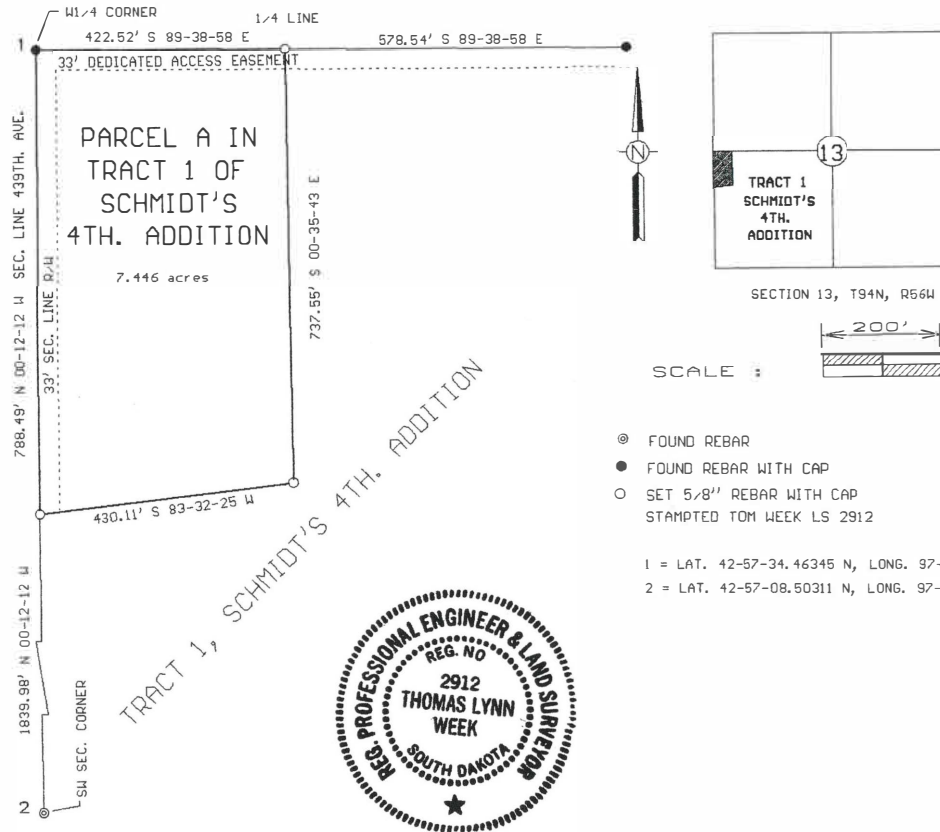 W1/4 CORNER
1/4 LINE
422.52' S 89-38-58 E
578.54' S 89-38-58 E
1
33' DEDICATED ACCESS EASEMENT
788.49' N 00-12-12 W SEC. LINE 439TH. AVE.
33' SEC. LINE R/W
PARCEL A IN
TRACT 1 OF
SCHMIDT'S
4TH. ADDITION
7.446 acres
737.55' S 00-35-43 E
430.11' S 83-32-25 W
N
13
TRACT 1
SCHMIDT'S
4TH.
ADDITION
SECTION 13, T94N, R56W
200'
SCALE :
FOUND REBAR
FOUND REBAR WITH CAP
SET 5/8" REBAR WITH CAP
STAMPTED TOM WEEK LS 2912
1 = LAT. 42-57-34.46345 N, LONG. 97-
2 = LAT. 42-57-08.50311 N, LONG. 97-
TRACT 1, SCHMIDT'S 4TH. ADDITION
1839.98' N 00-12-12 W
SW SEC. CORNER
2
REG. PROFESSIONAL ENGINEER & LAND SURVEYOR
REG. NO
2912
THOMAS LYNN
WEEK
SOUTH DAKOTA